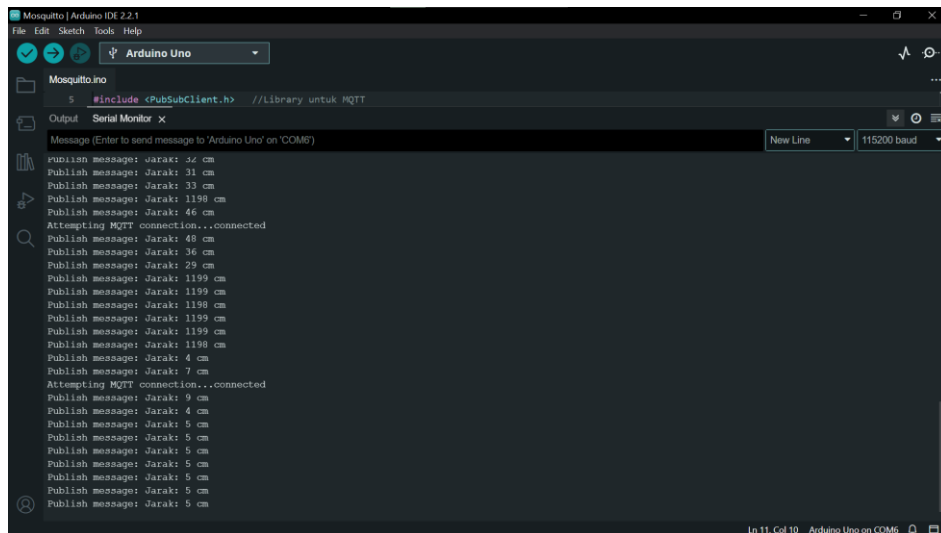 Mosquitto | Arduino IDE 2.2.1
File Edit Sketch Tools Help
Arduino Uno
Mosquitto.ino
5 #include <PubSubClient.h> //Library untuk MQTT
Output Serial Monitor x
Message (Enter to send message to 'Arduino Uno' on 'COM6')
New Line
115200 baud
Publish message: Jarak: 32 cm
Publish message: Jarak: 31 cm
Publish message: Jarak: 33 cm
Publish message: Jarak: 1198 cm
Publish message: Jarak: 46 cm
Attempting MQTT connection...connected
Publish message: Jarak: 48 cm
Publish message: Jarak: 36 cm
Publish message: Jarak: 29 cm
Publish message: Jarak: 1199 cm
Publish message: Jarak: 1199 cm
Publish message: Jarak: 1198 cm
Publish message: Jarak: 1199 cm
Publish message: Jarak: 1199 cm
Publish message: Jarak: 1198 cm
Publish message: Jarak: 4 cm
Publish message: Jarak: 7 cm
Attempting MQTT connection...connected
Publish message: Jarak: 9 cm
Publish message: Jarak: 4 cm
Publish message: Jarak: 5 cm
Publish message: Jarak: 5 cm
Publish message: Jarak: 5 cm
Publish message: Jarak: 5 cm
Publish message: Jarak: 5 cm
Publish message: Jarak: 5 cm
Publish message: Jarak: 5 cm
Ln 11, Col 10 Arduino Uno on COM6